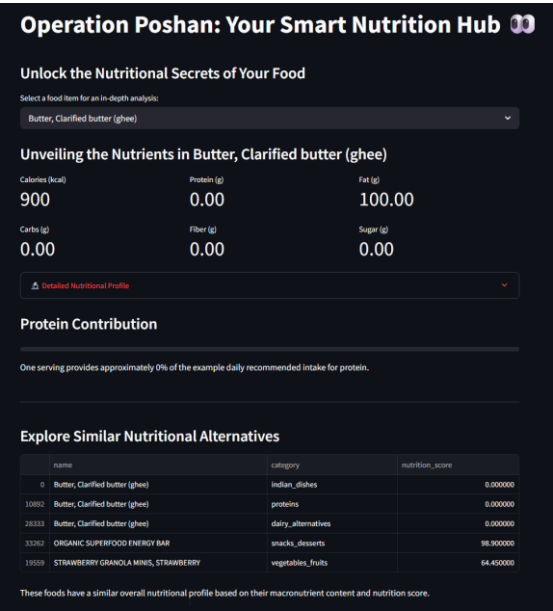 Operation Poshan: Your Smart Nutrition Hub 👀
Unlock the Nutritional Secrets of Your Food
Select a food item for an in-depth analysis:
Butter, Clarified butter (ghee)
Unveiling the Nutrients in Butter, Clarified butter (ghee)
Calories (kcal) Protein (g) Fat (g)
900 0.00 100.00
Carbs (g) Fiber (g) Sugar (g)
0.00 0.00 0.00
🔬 Detailed Nutritional Profile
Protein Contribution
One serving provides approximately 0% of the example daily recommended intake for protein.
Explore Similar Nutritional Alternatives
name category nutrition_score
0 Butter, Clarified butter (ghee) indian_dishes 0.000000
10892 Butter, Clarified butter (ghee) proteins 0.000000
28333 Butter, Clarified butter (ghee) dairy_alternatives 0.000000
33262 ORGANIC SUPERFOOD ENERGY BAR snacks_desserts 98.900000
19559 STRAWBERRY GRANOLA MINIS, STRAWBERRY vegetables_fruits 64.450000
These foods have a similar overall nutritional profile based on their macronutrient content and nutrition score.